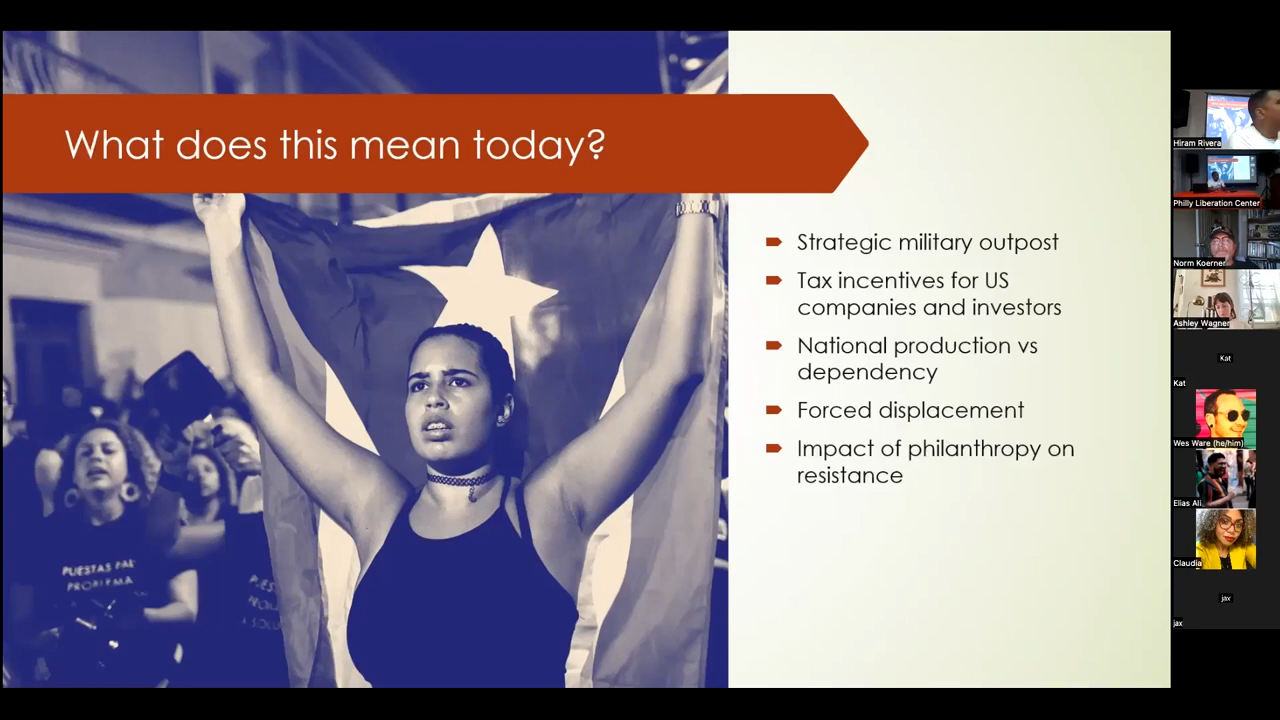 What does this mean today?
Strategic military outpost
Tax incentives for US
companies and investors
National production vs
dependency
Forced displacement
Impact of philanthropy on
resistance
PUESTAS PA'
PROBLEMA
Hiram Rivera
Philly Liberation Center
Norm Koerner
Ashley Wagner
Kat
Kat
Wes Ware (he/him)
Elias Ali
Claudia
jax
jax